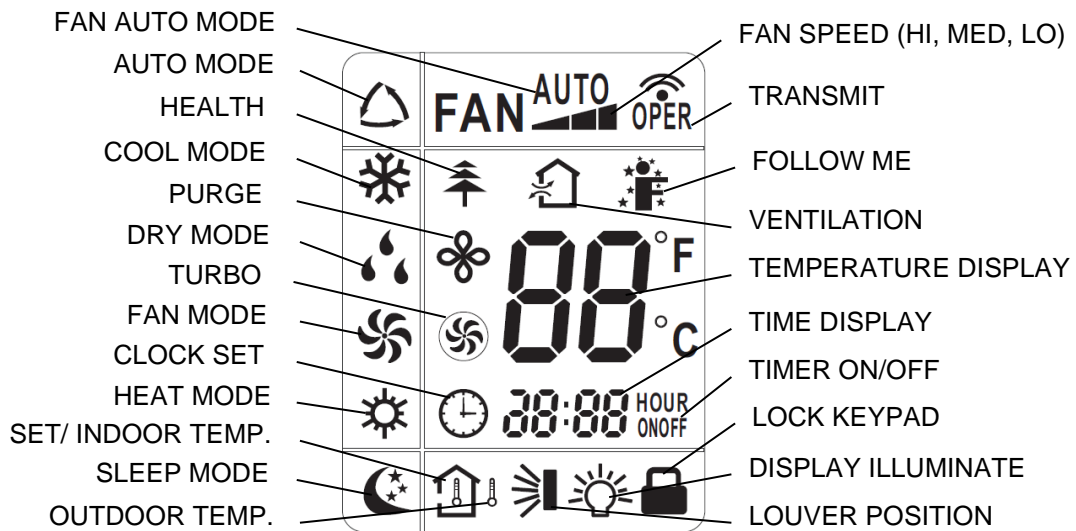 FAN AUTO MODE
AUTO MODE
HEALTH
COOL MODE
PURGE
DRY MODE
TURBO
FAN MODE
CLOCK SET
HEAT MODE
SET/ INDOOR TEMP.
SLEEP MODE
OUTDOOR TEMP.
AUTO
FAN
OPER
F
88 °F
°C
28:88 HOUR
ONOFF
FAN SPEED (HI, MED, LO)
TRANSMIT
FOLLOW ME
VENTILATION
TEMPERATURE DISPLAY
TIME DISPLAY
TIMER ON/OFF
LOCK KEYPAD
DISPLAY ILLUMINATE
LOUVER POSITION